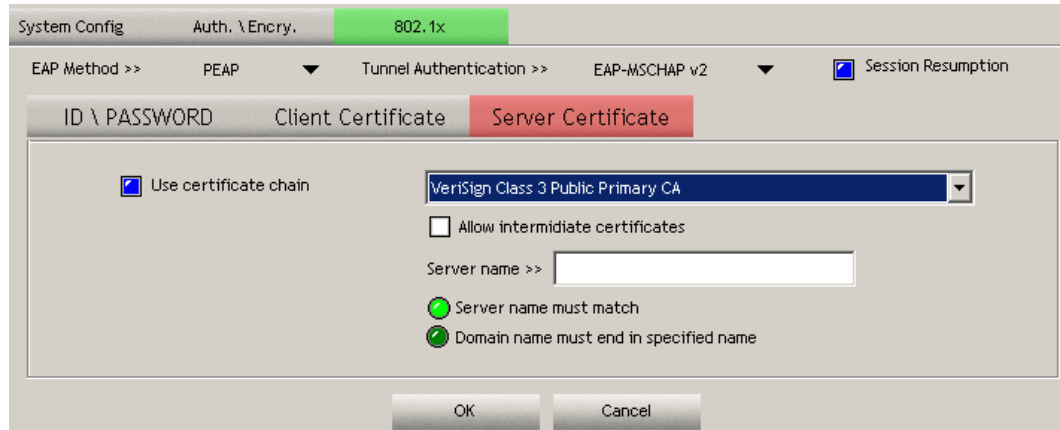 System Config Auth. \ Encry. 802.1x
EAP Method >> PEAP Tunnel Authentication >> EAP-MSCHAP v2 Session Resumption
ID \ PASSWORD Client Certificate Server Certificate
Use certificate chain VeriSign Class 3 Public Primary CA
Allow intermidiate certificates
Server name >>
Server name must match
Domain name must end in specified name
OK Cancel